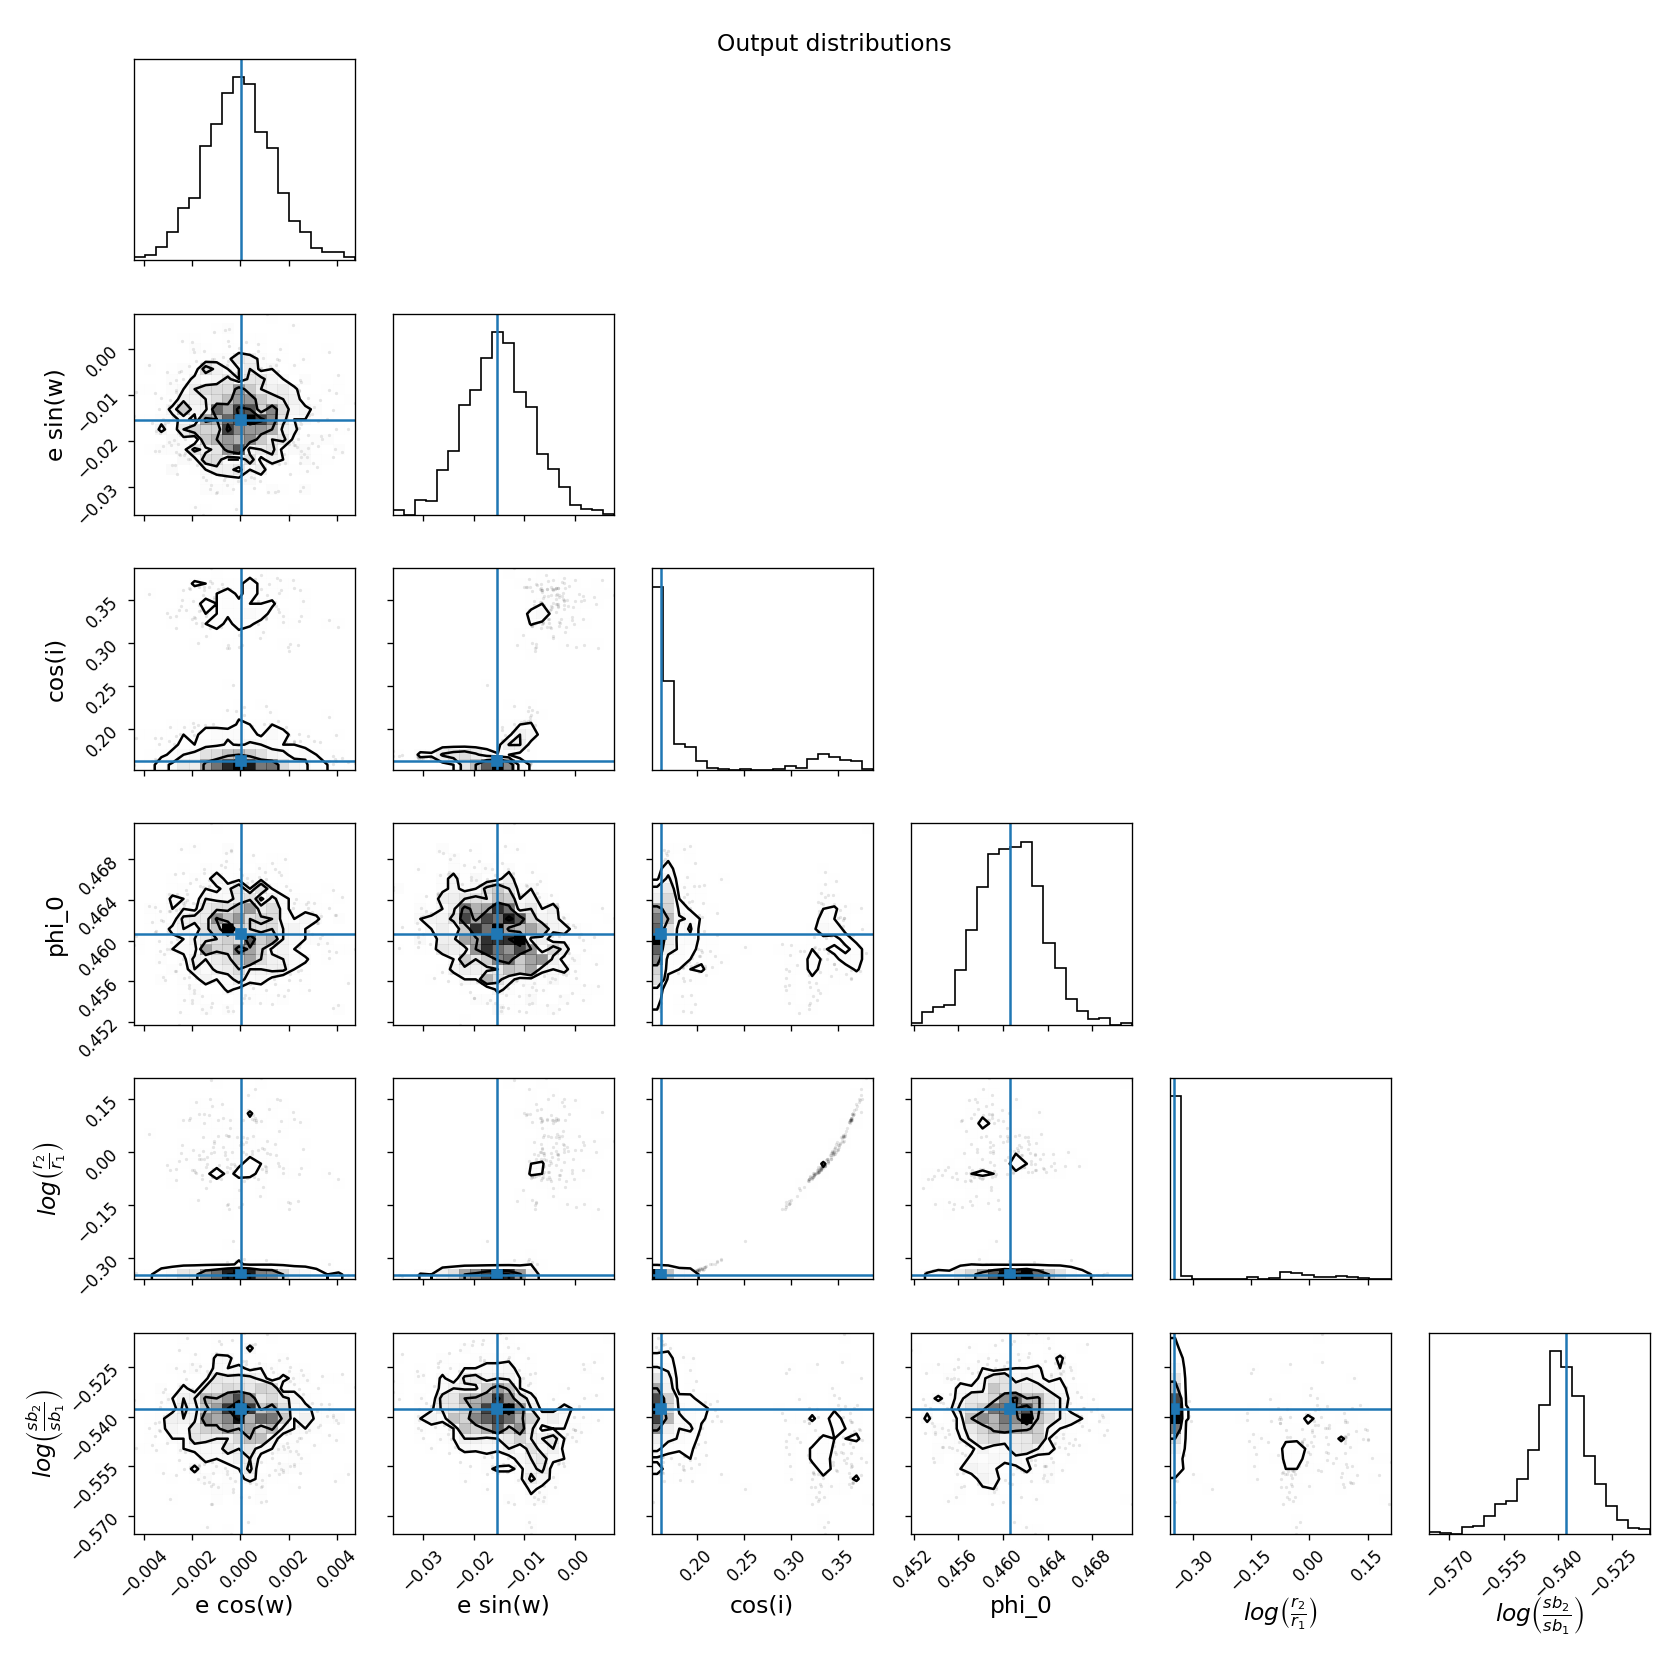 Output distributions
0.00
−0.01
−0.02
−0.03
e sin(w)
0.35
0.30
0.25
0.20
cos(i)
0.468
0.464
0.460
0.456
0.452
phi_0
0.15
0.00
−0.15
−0.30
log(r₂/r₁)
−0.525
−0.540
−0.555
−0.570
log(sb₂/sb₁)
−0.004 −0.002 0.000 0.002 0.004
e cos(w)
−0.03 −0.02 −0.01 0.00
e sin(w)
0.20 0.25 0.30 0.35
cos(i)
0.452 0.456 0.460 0.464 0.468
phi_0
−0.30 −0.15 0.00 0.15
log(r₂/r₁)
−0.570 −0.555 −0.540 −0.525
log(sb₂/sb₁)